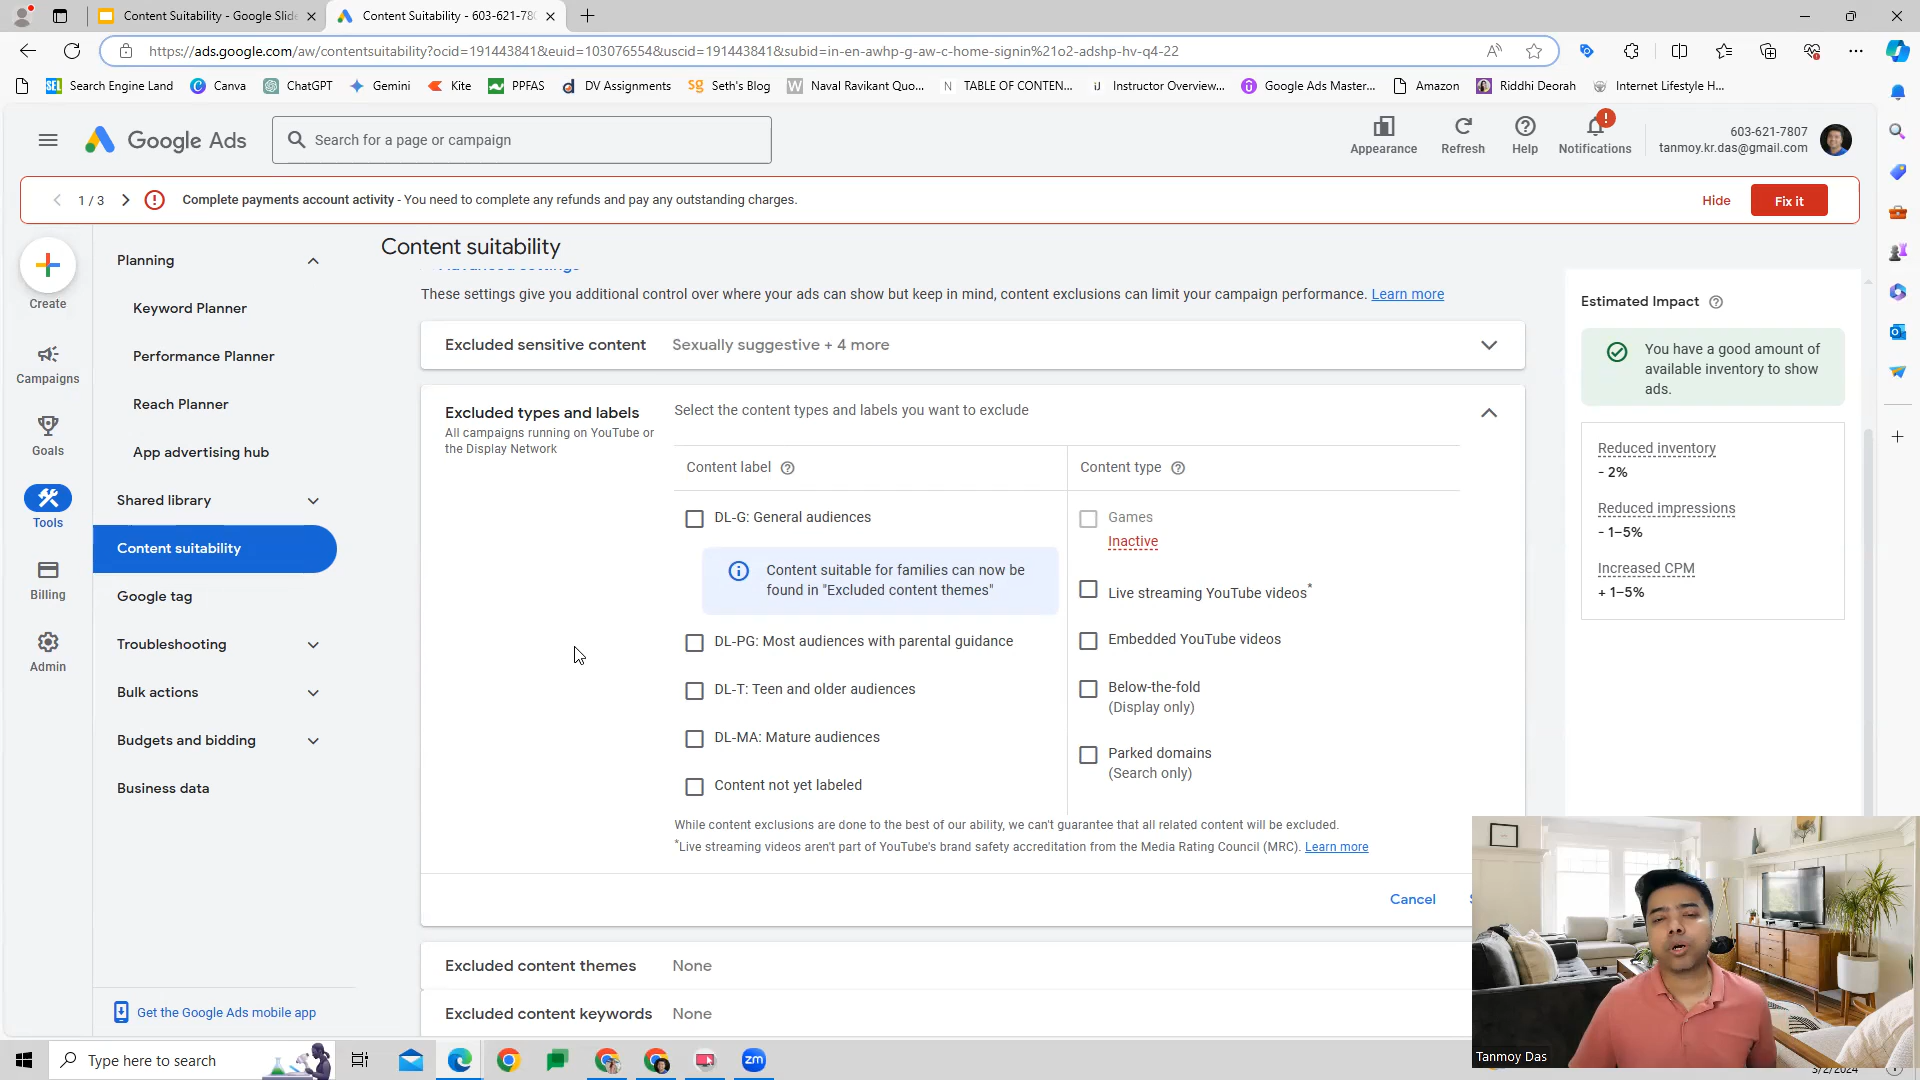 Content Suitability - Google Slide
Content Suitability - 603-621-780
https://ads.google.com/aw/contentsuitability?ocid=191443841&euid=1030765548&uscid=191443841&subid=in-en-awhp-g-aw-c-home-signin%21o2-adshp-hv-q4-22
SEL Search Engine Land
Canva
ChatGPT
Gemini
Kite
PPFAS
DV Assignments
Seth's Blog
Naval Ravikant Quo...
TABLE OF CONTEN...
Instructor Overview...
Google Ads Master...
Amazon
Riddhi Deorah
Internet Lifestyle H...
Google Ads
Search for a page or campaign
Appearance
Refresh
Help
Notifications
603-621-7807
tanmoy.kr.das@gmail.com
1 / 3
Complete payments account activity - You need to complete any refunds and pay any outstanding charges.
Hide
Fix it
Create
Campaigns
Goals
Tools
Billing
Admin
Planning
Keyword Planner
Performance Planner
Reach Planner
App advertising hub
Shared library
Content suitability
Google tag
Troubleshooting
Bulk actions
Budgets and bidding
Business data
Get the Google Ads mobile app
Content suitability
Advanced settings
These settings give you additional control over where your ads can show but keep in mind, content exclusions can limit your campaign performance. Learn more
Excluded sensitive content
Sexually suggestive + 4 more
Excluded types and labels
All campaigns running on YouTube or
the Display Network
Select the content types and labels you want to exclude
Content label
DL-G: General audiences
Content suitable for families can now be
found in "Excluded content themes"
DL-PG: Most audiences with parental guidance
DL-T: Teen and older audiences
DL-MA: Mature audiences
Content not yet labeled
Content type
Games
Inactive
Live streaming YouTube videos*
Embedded YouTube videos
Below-the-fold
(Display only)
Parked domains
(Search only)
While content exclusions are done to the best of our ability, we can't guarantee that all related content will be excluded.
*Live streaming videos aren't part of YouTube's brand safety accreditation from the Media Rating Council (MRC). Learn more
Cancel
Excluded content themes
None
Excluded content keywords
None
Estimated Impact
You have a good amount of
available inventory to show
ads.
Reduced inventory
- 2%
Reduced impressions
- 1–5%
Increased CPM
+ 1–5%
Tanmoy Das
Type here to search
zm
3/2/2024